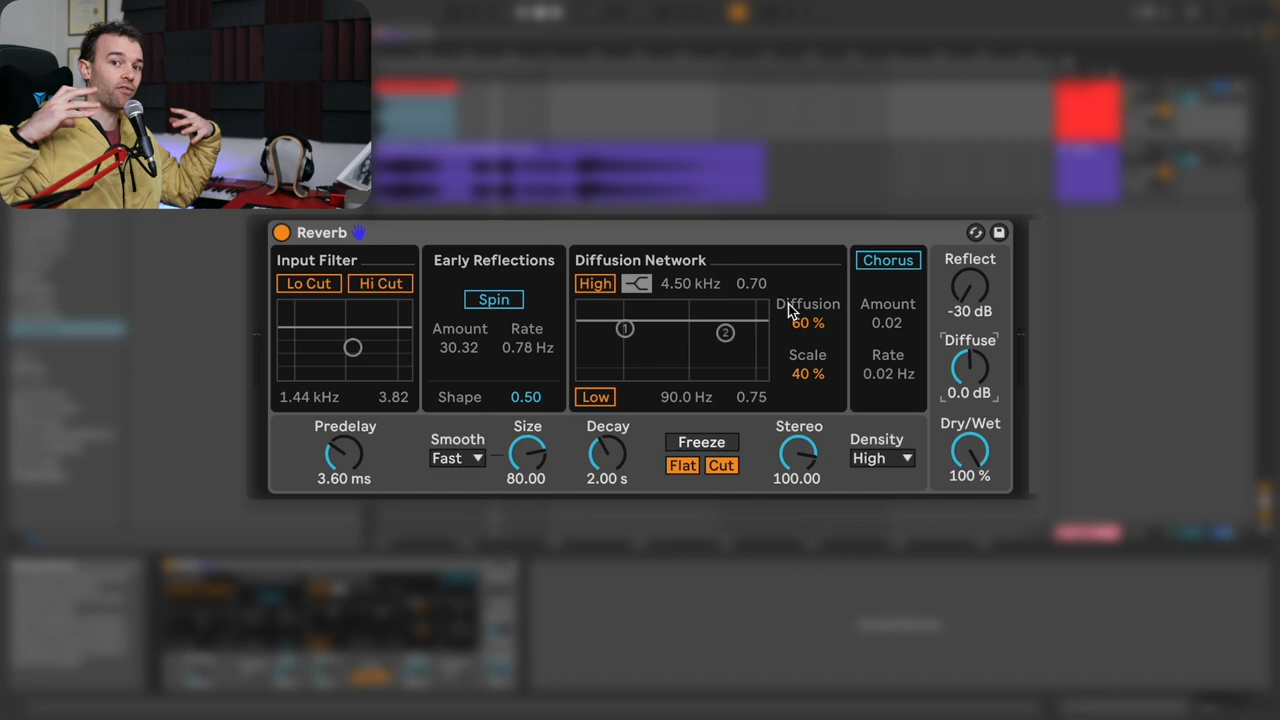 Reverb
Input Filter
Lo Cut Hi Cut
1.44 kHz 3.82
Early Reflections
Spin
Amount Rate
30.32 0.78 Hz
Shape 0.50
Diffusion Network
High 4.50 kHz 0.70
1 2
Diffusion
60 %
Scale
40 %
Low 90.0 Hz 0.75
Chorus
Amount
0.02
Rate
0.02 Hz
Reflect
-30 dB
Diffuse
0.0 dB
Dry/Wet
100 %
Predelay
3.60 ms
Smooth
Fast
Size
80.00
Decay
2.00 s
Freeze
Flat Cut
Stereo
100.00
Density
High